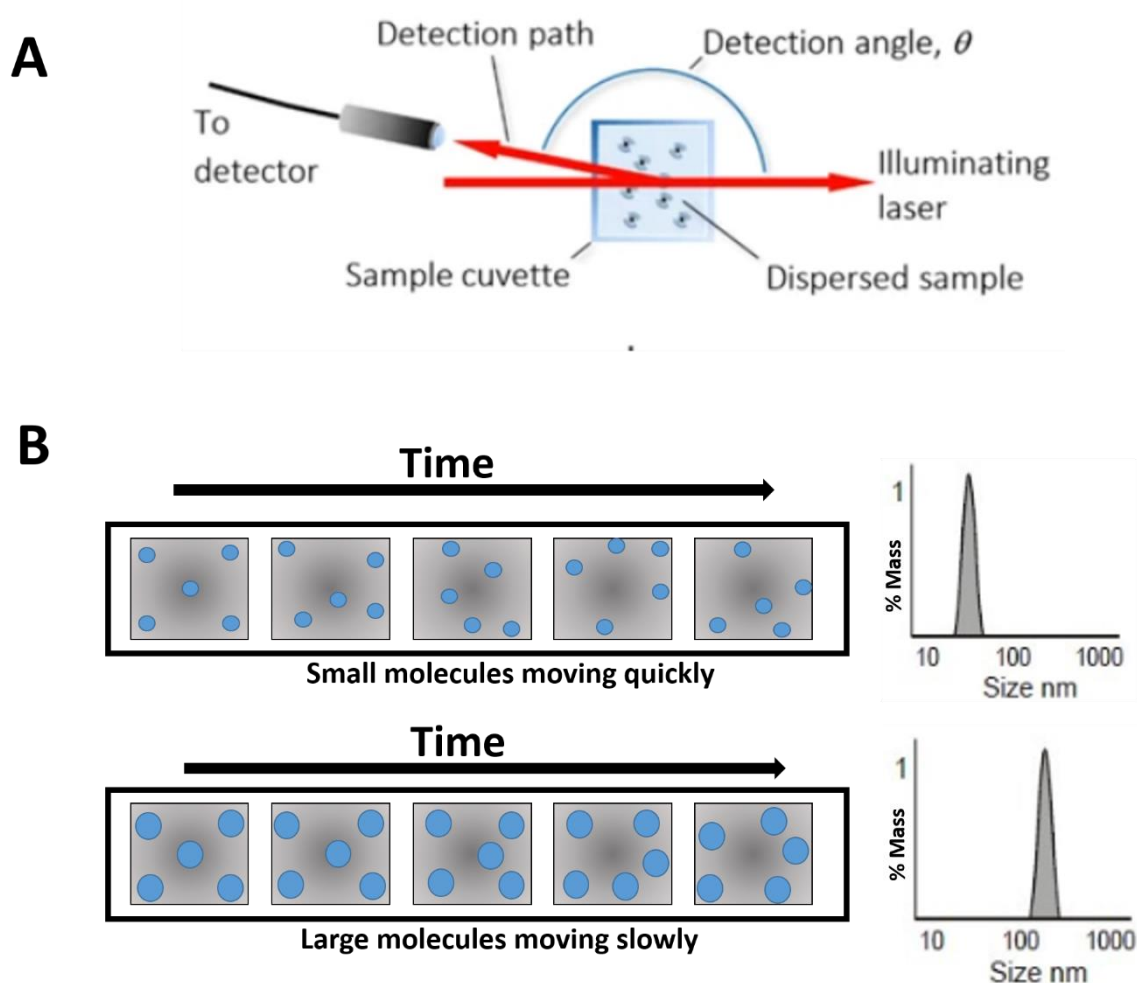 A
Detection path
Detection angle, θ
To
detector
Illuminating
laser
Sample cuvette
Dispersed sample
B
Time
Small molecules moving quickly
1
% Mass
10 100 1000
Size nm
Time
Large molecules moving slowly
1
% Mass
10 100 1000
Size nm